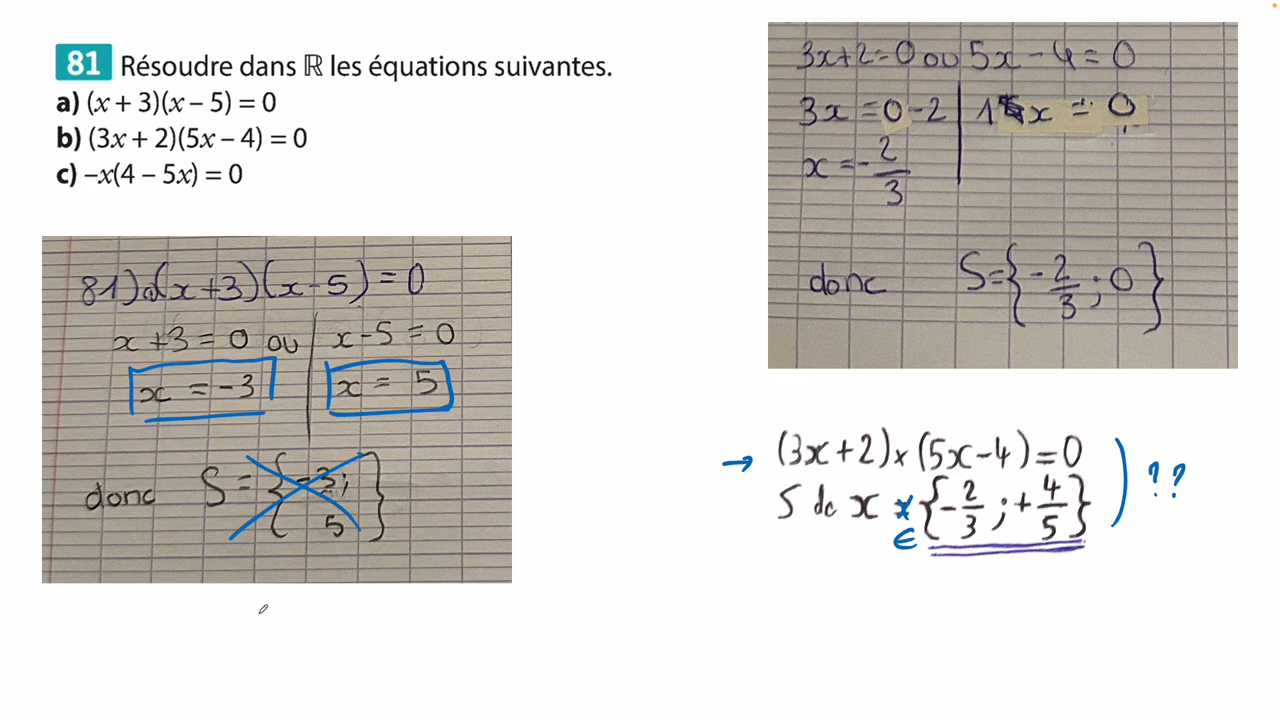 81 Résoudre dans ℝ les équations suivantes.
a) (x + 3)(x – 5) = 0
b) (3x + 2)(5x – 4) = 0
c) –x(4 – 5x) = 0
81) a) (x+3)(x-5)=0
x+3=0 ou | x-5=0
x = -3 | x = 5
donc S = { -3;
5 }
3x+2=0 ou 5x-4=0
3x = 0-2 | x = 0
x = -2/3
donc S={-2/3 ; 0}
→ (3x+2)×(5x-4)=0
S de x {-2/3 ; +4/5} ??
∈